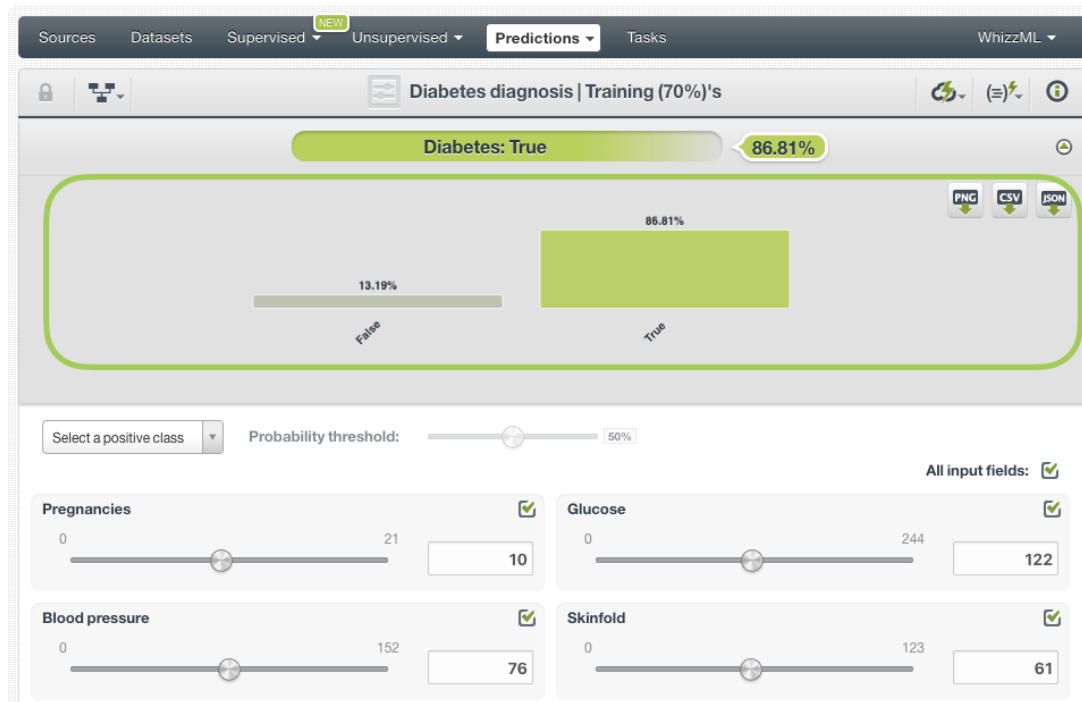 NEW
Sources Datasets Supervised Unsupervised Predictions Tasks WhizzML
Diabetes diagnosis | Training (70%)'s
Diabetes: True 86.81%
PNG CSV JSON
86.81%
13.19%
False True
Select a positive class Probability threshold: 50%
All input fields:
Pregnancies Glucose
0 21 0 244
10 122
Blood pressure Skinfold
0 152 0 123
76 61